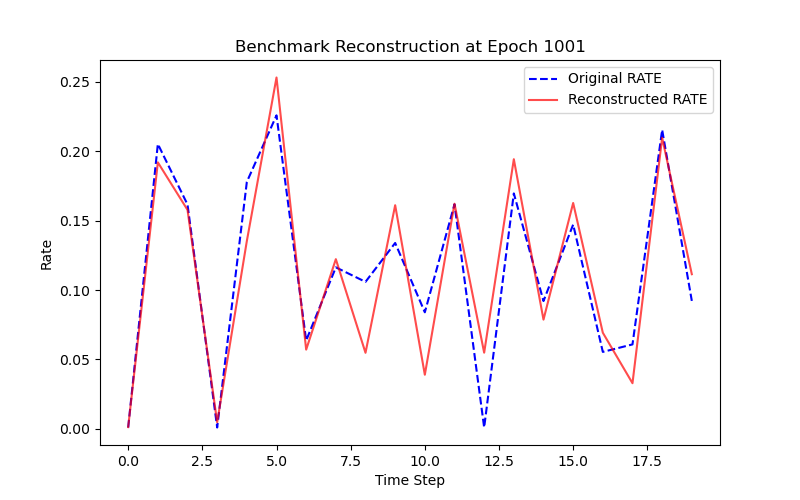 Benchmark Reconstruction at Epoch 1001
Original RATE
Reconstructed RATE
Rate
0.25
0.20
0.15
0.10
0.05
0.00
0.0 2.5 5.0 7.5 10.0 12.5 15.0 17.5
Time Step